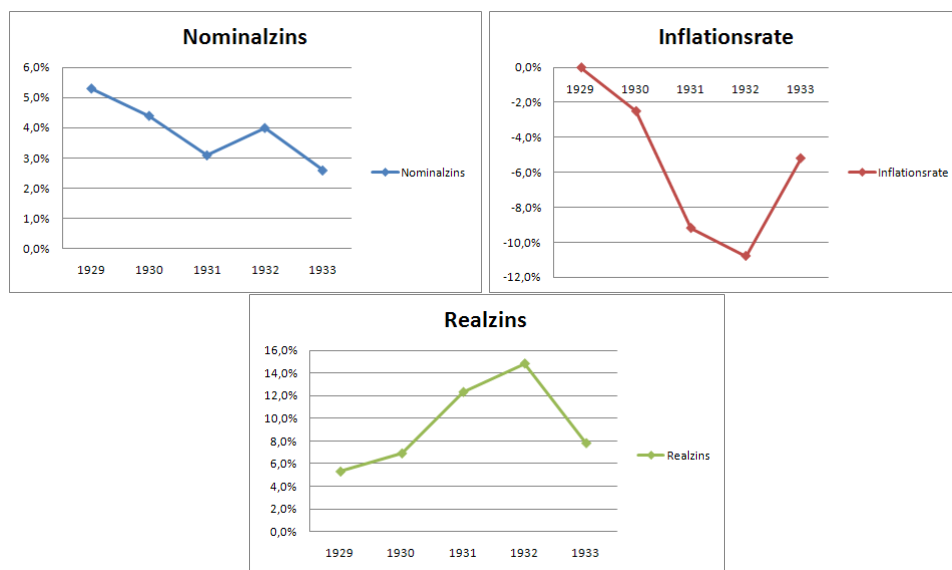 Nominalzins
6,0%
5,0%
4,0%
3,0%
2,0%
1,0%
0,0%
1929 1930 1931 1932 1933
Nominalzins
Inflationsrate
0,0%
1929 1930 1931 1932 1933
-2,0%
-4,0%
-6,0%
-8,0%
-10,0%
-12,0%
Inflationsrate
Realzins
16,0%
14,0%
12,0%
10,0%
8,0%
6,0%
4,0%
2,0%
0,0%
1929 1930 1931 1932 1933
Realzins